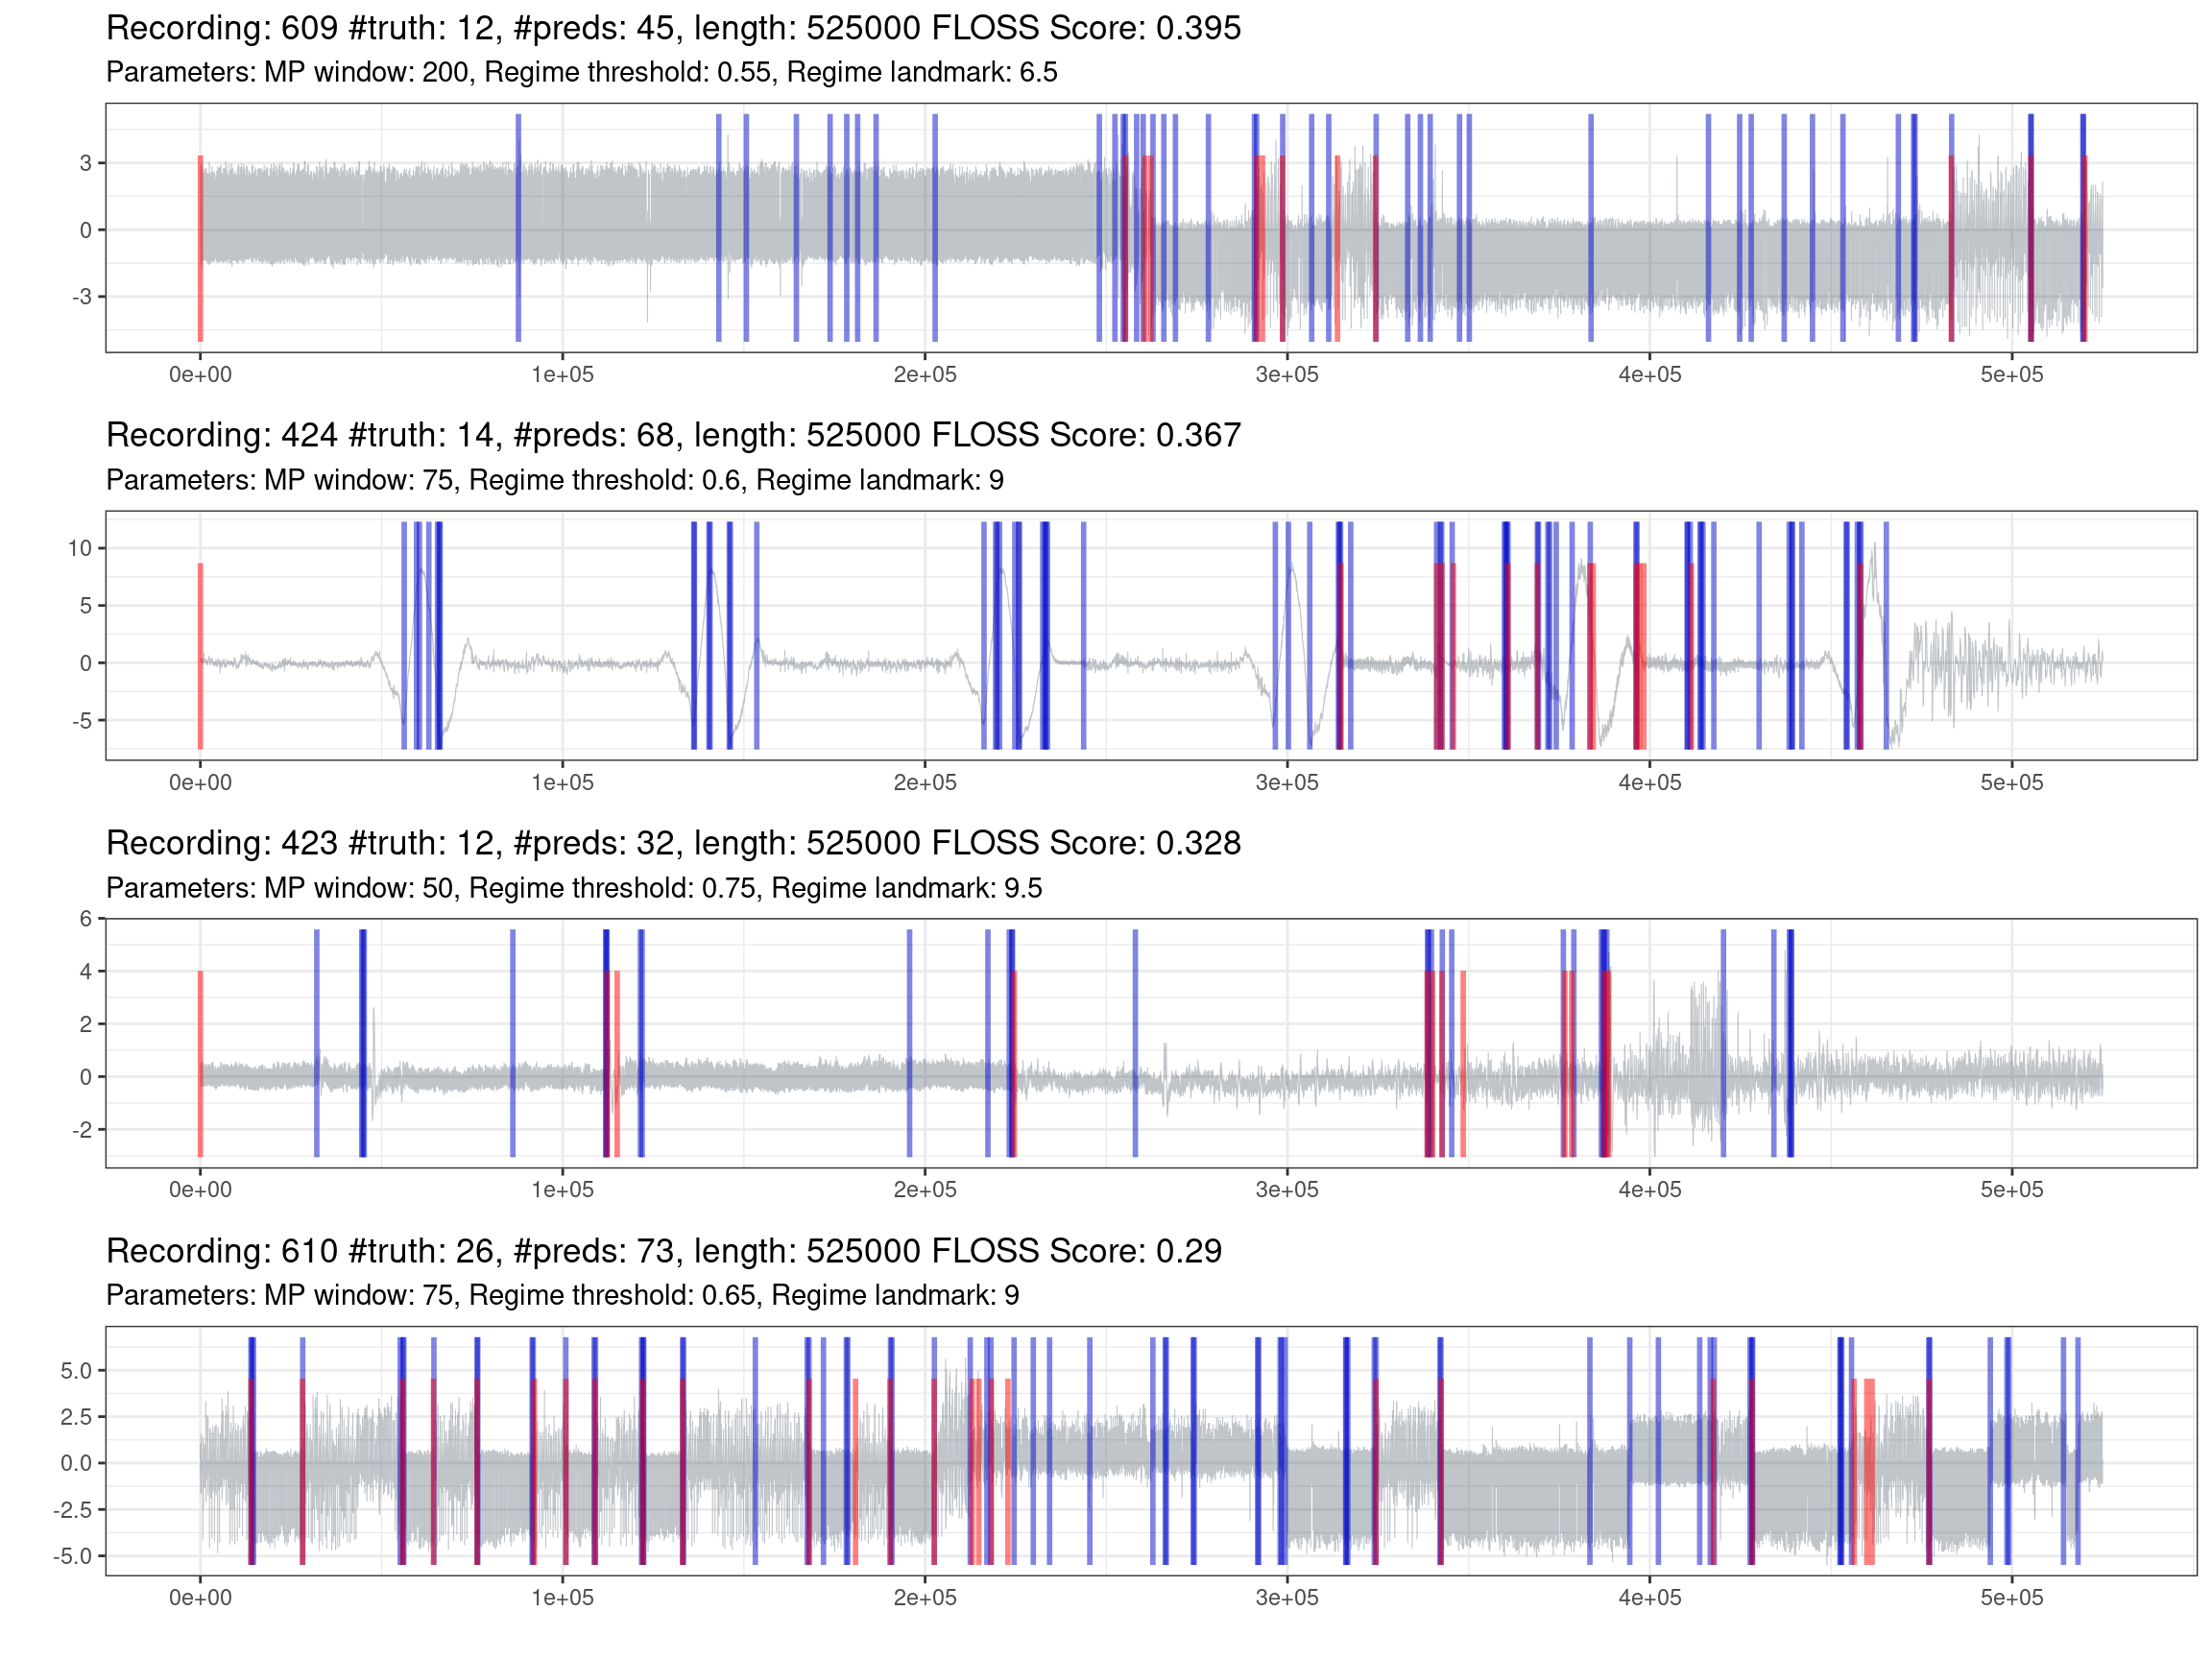 Recording: 609 #truth: 12, #preds: 45, length: 525000 FLOSS Score: 0.395
Parameters: MP window: 200, Regime threshold: 0.55, Regime landmark: 6.5
3
0
-3
0e+00 1e+05 2e+05 3e+05 4e+05 5e+05
Recording: 424 #truth: 14, #preds: 68, length: 525000 FLOSS Score: 0.367
Parameters: MP window: 75, Regime threshold: 0.6, Regime landmark: 9
10
5
0
-5
0e+00 1e+05 2e+05 3e+05 4e+05 5e+05
Recording: 423 #truth: 12, #preds: 32, length: 525000 FLOSS Score: 0.328
Parameters: MP window: 50, Regime threshold: 0.75, Regime landmark: 9.5
6
4
2
0
-2
0e+00 1e+05 2e+05 3e+05 4e+05 5e+05
Recording: 610 #truth: 26, #preds: 73, length: 525000 FLOSS Score: 0.29
Parameters: MP window: 75, Regime threshold: 0.65, Regime landmark: 9
5.0
2.5
0.0
-2.5
-5.0
0e+00 1e+05 2e+05 3e+05 4e+05 5e+05